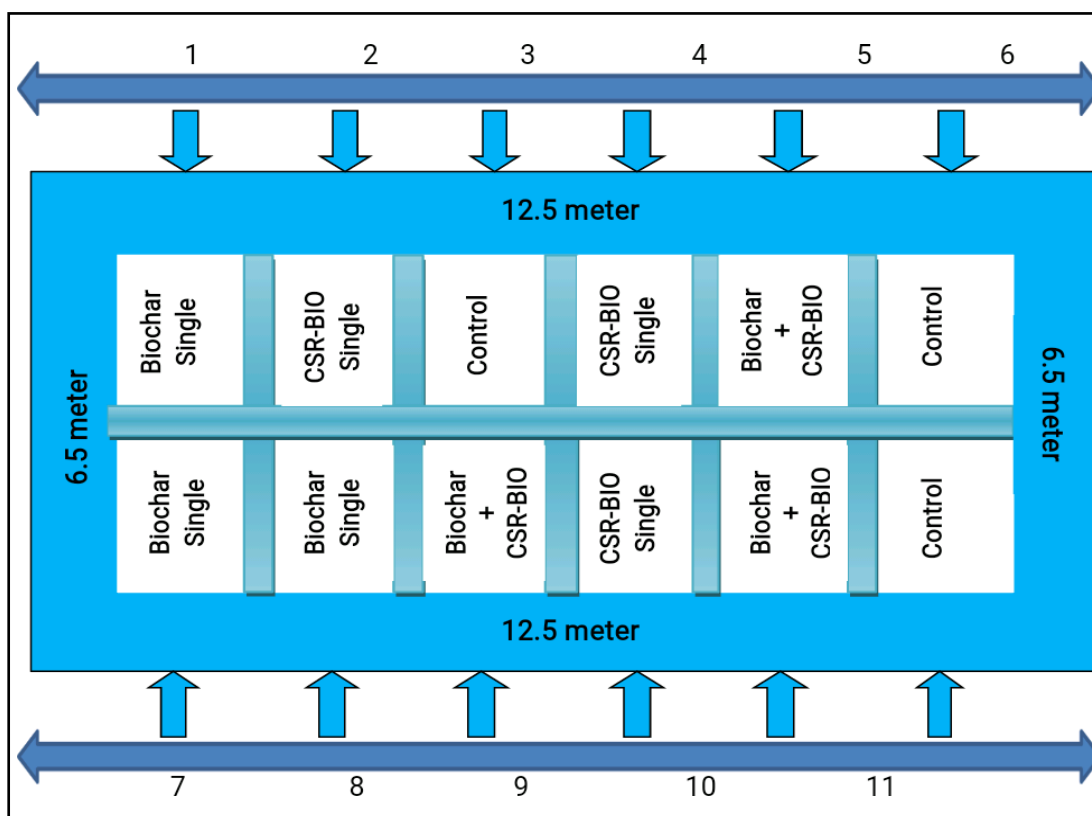 1 2 3 4 5 6
12.5 meter
Biochar
Single
CSR-BIO
Single
Control
CSR-BIO
Single
Biochar
+
CSR-BIO
Control
6.5 meter
6.5 meter
Biochar
Single
Biochar
Single
Biochar
+
CSR-BIO
CSR-BIO
Single
Biochar
+
CSR-BIO
Control
12.5 meter
7 8 9 10 11